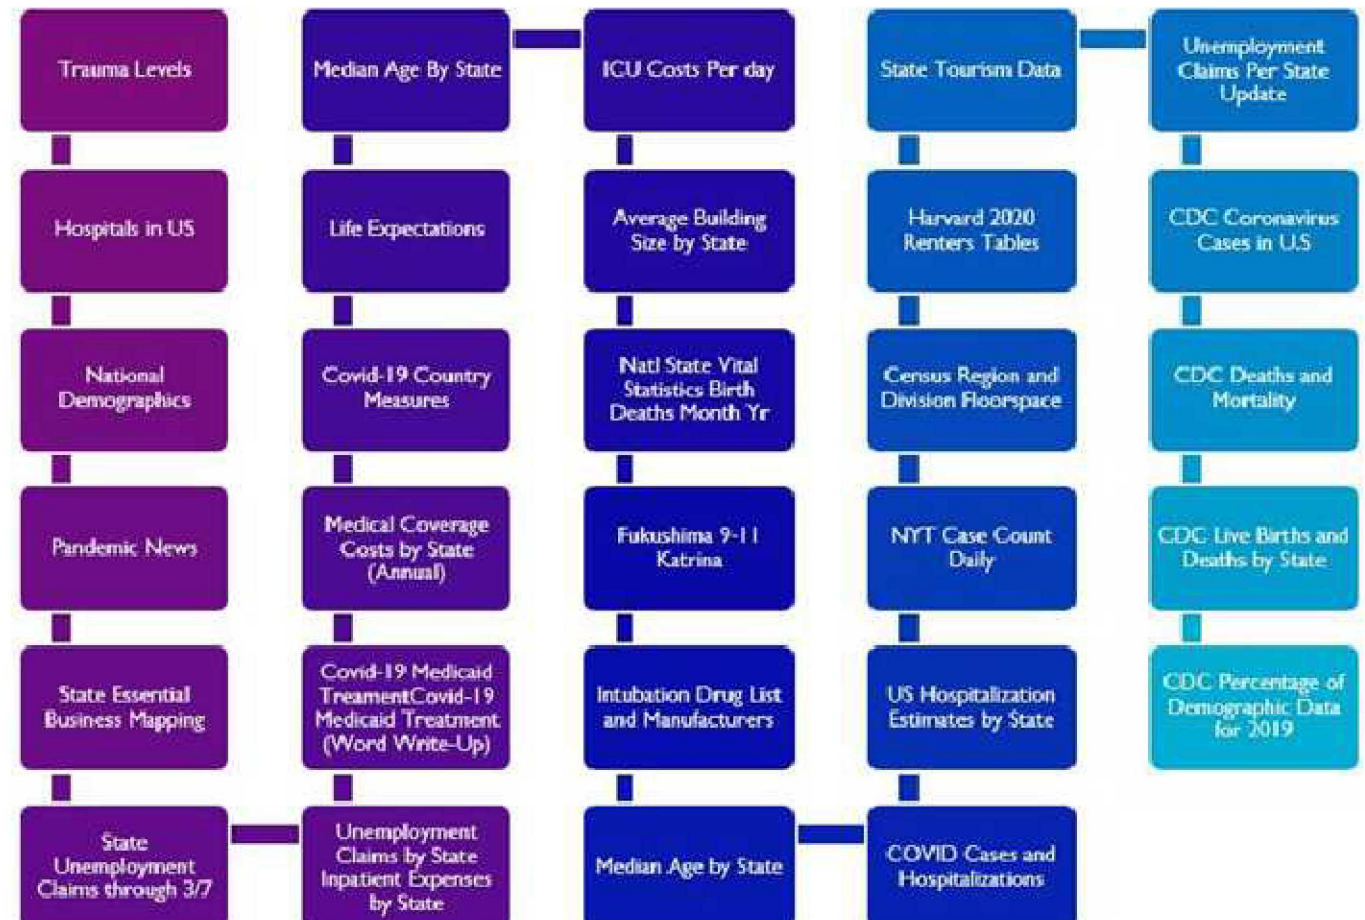 Trauma Levels
Hospitals in US
National
Demographics
Pandemic News
State Essential
Business Mapping
State
Unemployment
Claims through 3/7
Unemployment
Claims by State
Inpatient Expenses
by State
Covid-19 Medicaid
TreamentCovid-19
Medicaid Treatment
(Word Write-Up)
Medical Coverage
Costs by State
(Annual)
Covid-19 Country
Measures
Life Expectations
Median Age By State
ICU Costs Per day
Average Building
Size by State
Natl State Vital
Statistics Birth
Deaths Month Yr
Fukushima 9-11
Katrina
Intubation Drug List
and Manufacturers
Median Age by State
COVID Cases and
Hospitalizations
US Hospitalization
Estimates by State
NYT Case Count
Daily
Census Region and
Division Floorspace
Harvard 2020
Renters Tables
State Tourism Data
Unemployment
Claims Per State
Update
CDC Coronavirus
Cases in U.S
CDC Deaths and
Mortality
CDC Live Births and
Deaths by State
CDC Percentage of
Demographic Data
for 2019